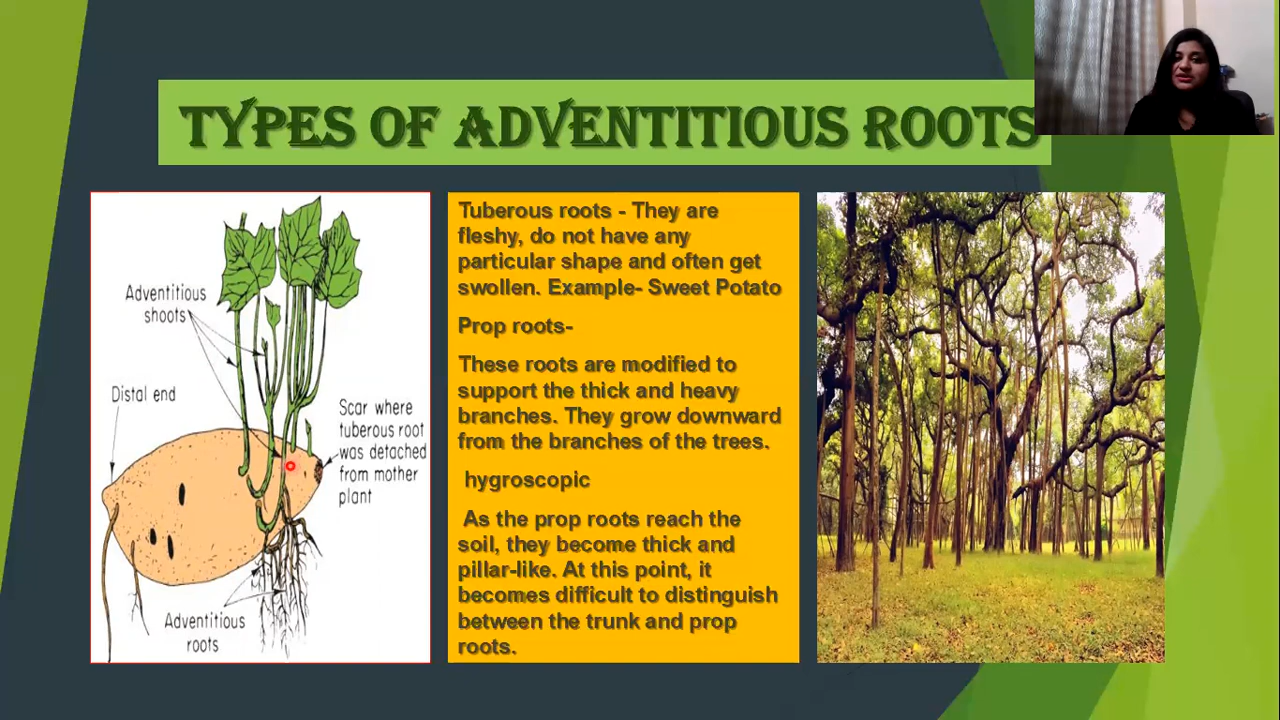 TYPES OF ADVENTITIOUS ROOTS
Adventitious
shoots
Distal end
Scar where
tuberous root
was detached
from mother
plant
Adventitious
roots
Tuberous roots - They are
fleshy, do not have any
particular shape and often get
swollen. Example- Sweet Potato
Prop roots-
These roots are modified to
support the thick and heavy
branches. They grow downward
from the branches of the trees.
hygroscopic
As the prop roots reach the
soil, they become thick and
pillar-like. At this point, it
becomes difficult to distinguish
between the trunk and prop
roots.